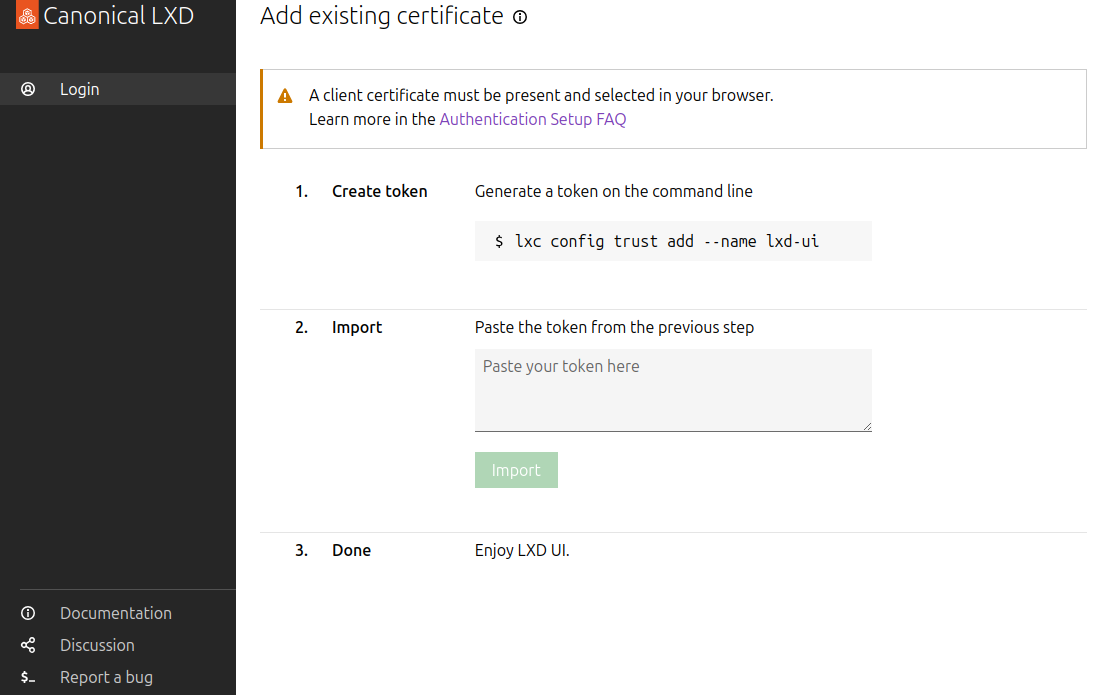 Canonical LXD
Login
Documentation
Discussion
$_ Report a bug
Add existing certificate
A client certificate must be present and selected in your browser.
Learn more in the Authentication Setup FAQ
1. Create token
Generate a token on the command line
$ lxc config trust add --name lxd-ui
2. Import
Paste the token from the previous step
Paste your token here
Import
3. Done
Enjoy LXD UI.